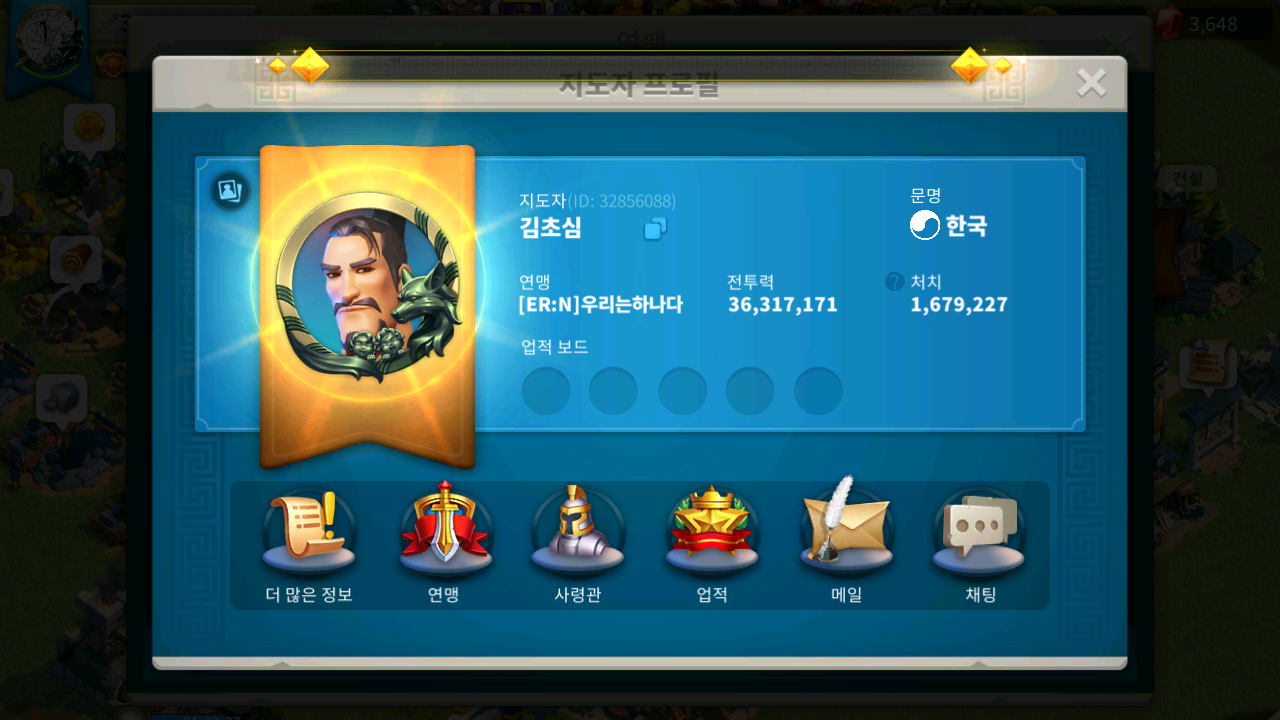 연맹
3,648
지도자 프로필
지도자(ID: 32856088)
김초심
문명
한국
연맹
[ER:N]우리는하나다
전투력
36,317,171
? 처치
1,679,227
업적 보드
건설
더 많은 정보
연맹
사령관
업적
메일
채팅